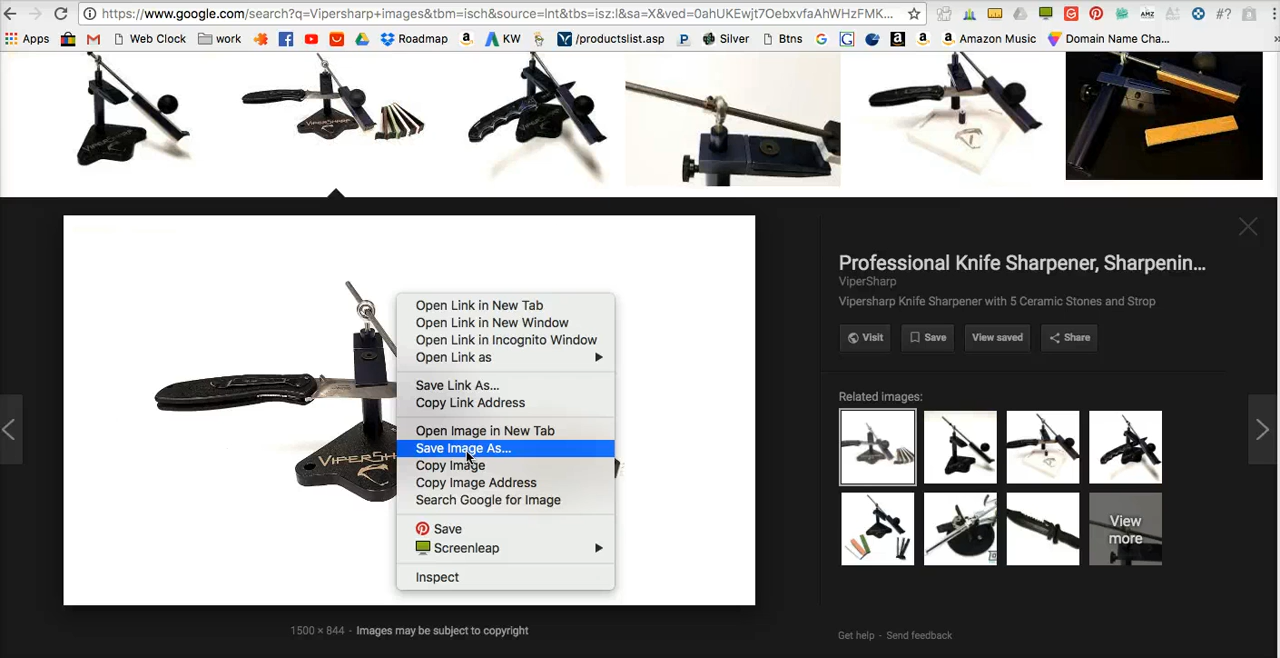 https://www.google.com/search?q=Vipersharp+images&tbm=isch&source=lnt&tbs=isz:l&sa=X&ved=0ahUKEwjt7OebxvfaAhWHzFMK...
AMZ
#?
Apps
Web Clock
work
Roadmap
KW
/productslist.asp
Silver
Btns
Amazon Music
Domain Name Cha...
VIPERSHARP
Professional Knife Sharpener, Sharpenin...
ViperSharp
Vipersharp Knife Sharpener with 5 Ceramic Stones and Strop
Visit
Save
View saved
Share
Related images:
View more
Open Link in New Tab
Open Link in New Window
Open Link in Incognito Window
Open Link as
Save Link As...
Copy Link Address
Open Image in New Tab
Save Image As...
Copy Image
Copy Image Address
Search Google for Image
Save
Screenleap
Inspect
VIPERSH
1500 × 844 - Images may be subject to copyright
Get help - Send feedback